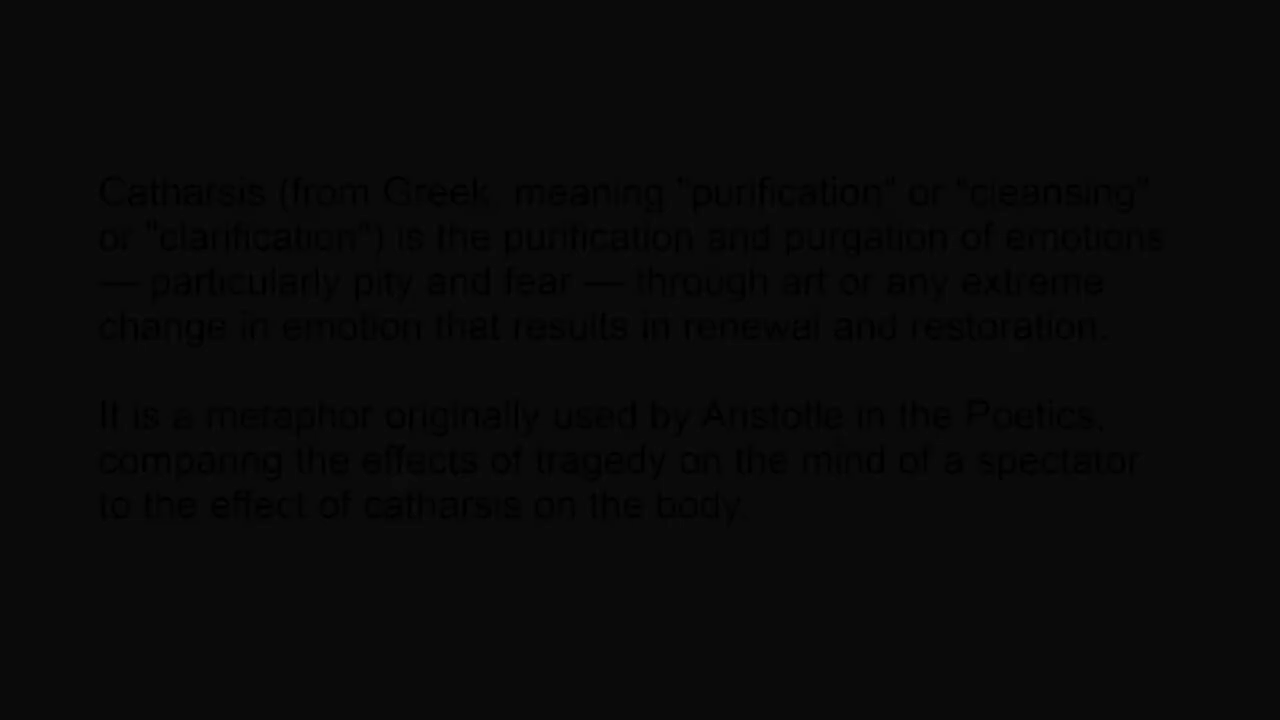 Catharsis (from Greek, meaning "purification" or "cleansing"
or "clarification") is the purification and purgation of emotions
— particularly pity and fear — through art or any extreme
change in emotion that results in renewal and restoration.
It is a metaphor originally used by Aristotle in the Poetics,
comparing the effects of tragedy on the mind of a spectator
to the effect of catharsis on the body.